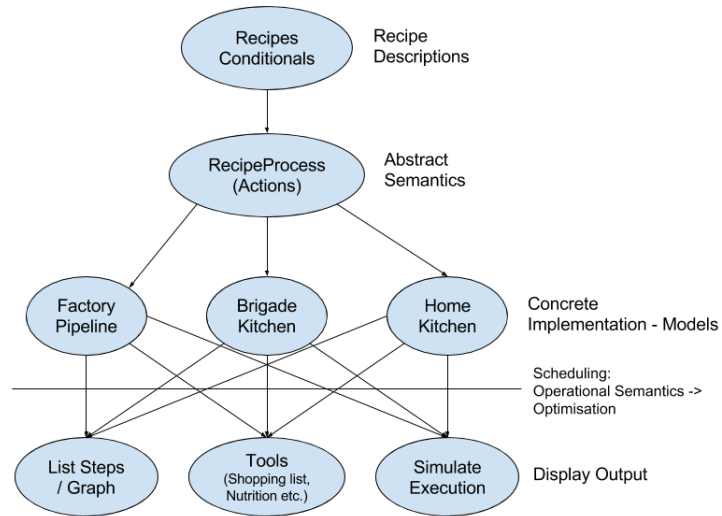 Recipes
Conditionals
Recipe
Descriptions
RecipeProcess
(Actions)
Abstract
Semantics
Factory
Pipeline
Brigade
Kitchen
Home
Kitchen
Concrete
Implementation - Models
Scheduling:
Operational Semantics ->
Optimisation
List Steps
/ Graph
Tools
(Shopping list,
Nutrition etc.)
Simulate
Execution
Display Output